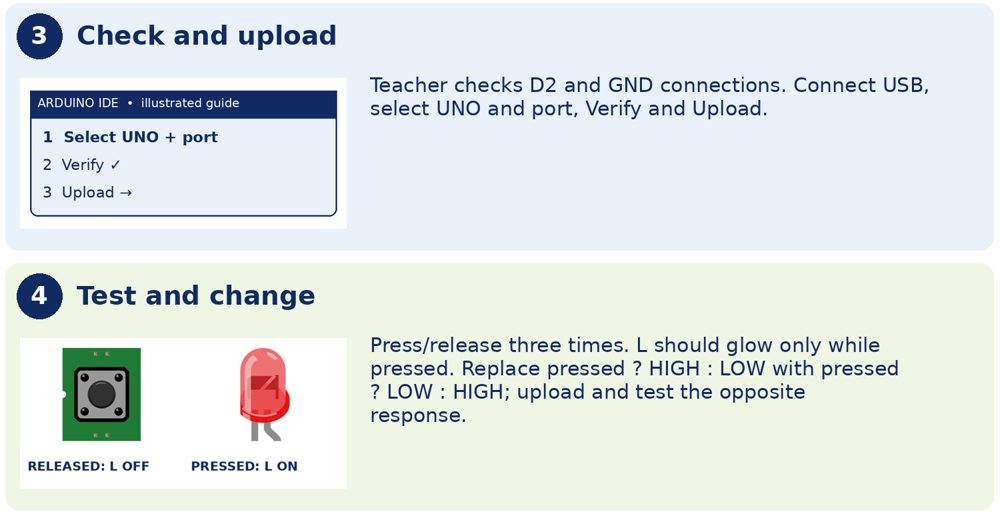 3 Check and upload
ARDUINO IDE • illustrated guide
1 Select UNO + port
2 Verify ✓
3 Upload →
Teacher checks D2 and GND connections. Connect USB,
select UNO and port, Verify and Upload.
4 Test and change
RELEASED: L OFF
PRESSED: L ON
Press/release three times. L should glow only while
pressed. Replace pressed ? HIGH : LOW with pressed
? LOW : HIGH; upload and test the opposite
response.